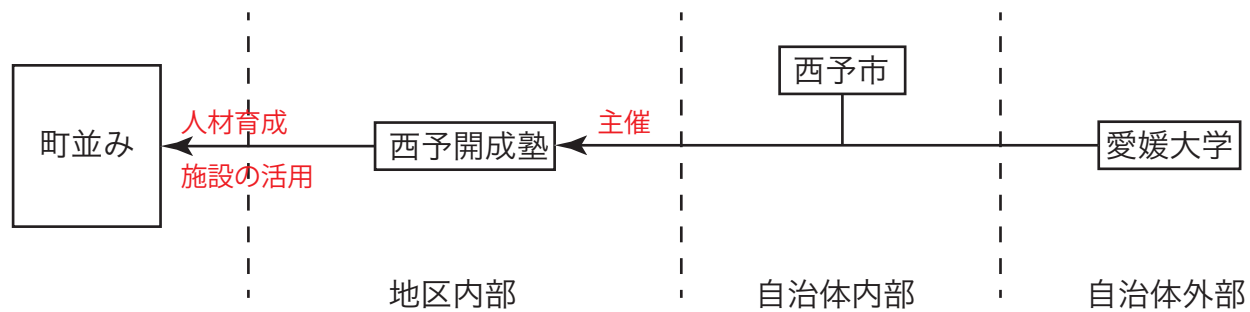 西予市
町並み
人材育成
施設の活用
西予開成塾
主催
愛媛大学
地区内部
自治体内部
自治体外部